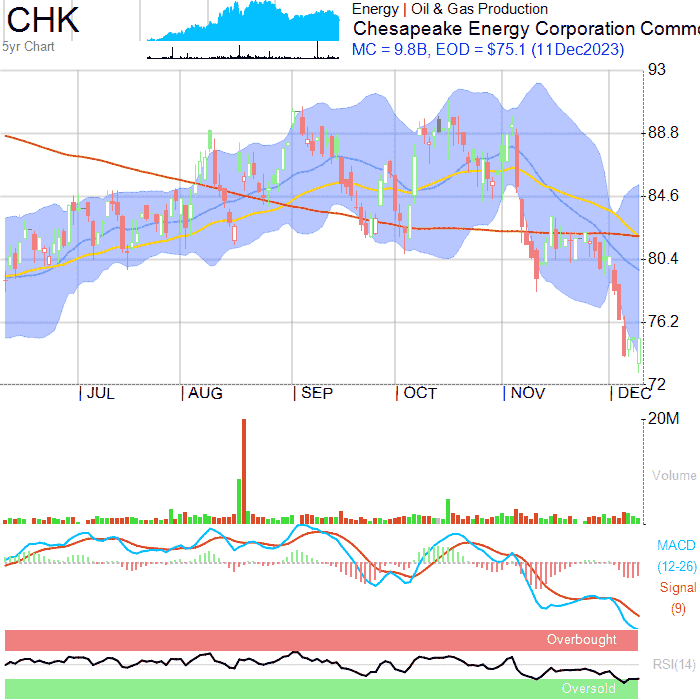 CHK
5yr Chart
Energy | Oil & Gas Production
Chesapeake Energy Corporation Commo
MC = 9.8B, EOD = $75.1 (11Dec2023)
93
88.8
84.6
80.4
76.2
72
JUL AUG SEP OCT NOV DEC
20M
Volume
MACD
(12-26)
Signal
(9)
Overbought
RSI(14)
Oversold